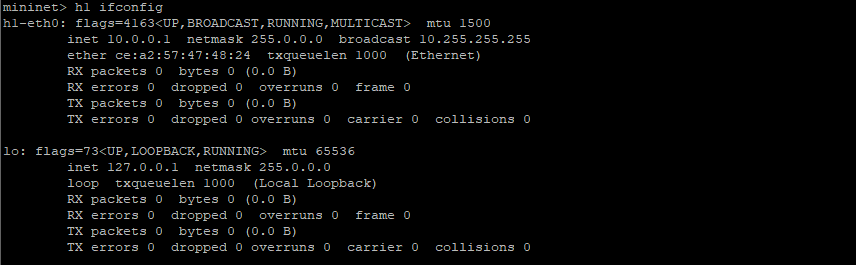 mininet> h1 ifconfig
h1-eth0: flags=4163<UP,BROADCAST,RUNNING,MULTICAST>  mtu 1500
        inet 10.0.0.1  netmask 255.0.0.0  broadcast 10.255.255.255
        ether ce:a2:57:47:48:24  txqueuelen 1000  (Ethernet)
        RX packets 0  bytes 0 (0.0 B)
        RX errors 0  dropped 0  overruns 0  frame 0
        TX packets 0  bytes 0 (0.0 B)
        TX errors 0  dropped 0 overruns 0  carrier 0  collisions 0

lo: flags=73<UP,LOOPBACK,RUNNING>  mtu 65536
        inet 127.0.0.1  netmask 255.0.0.0
        loop  txqueuelen 1000  (Local Loopback)
        RX packets 0  bytes 0 (0.0 B)
        RX errors 0  dropped 0  overruns 0  frame 0
        TX packets 0  bytes 0 (0.0 B)
        TX errors 0  dropped 0 overruns 0  carrier 0  collisions 0